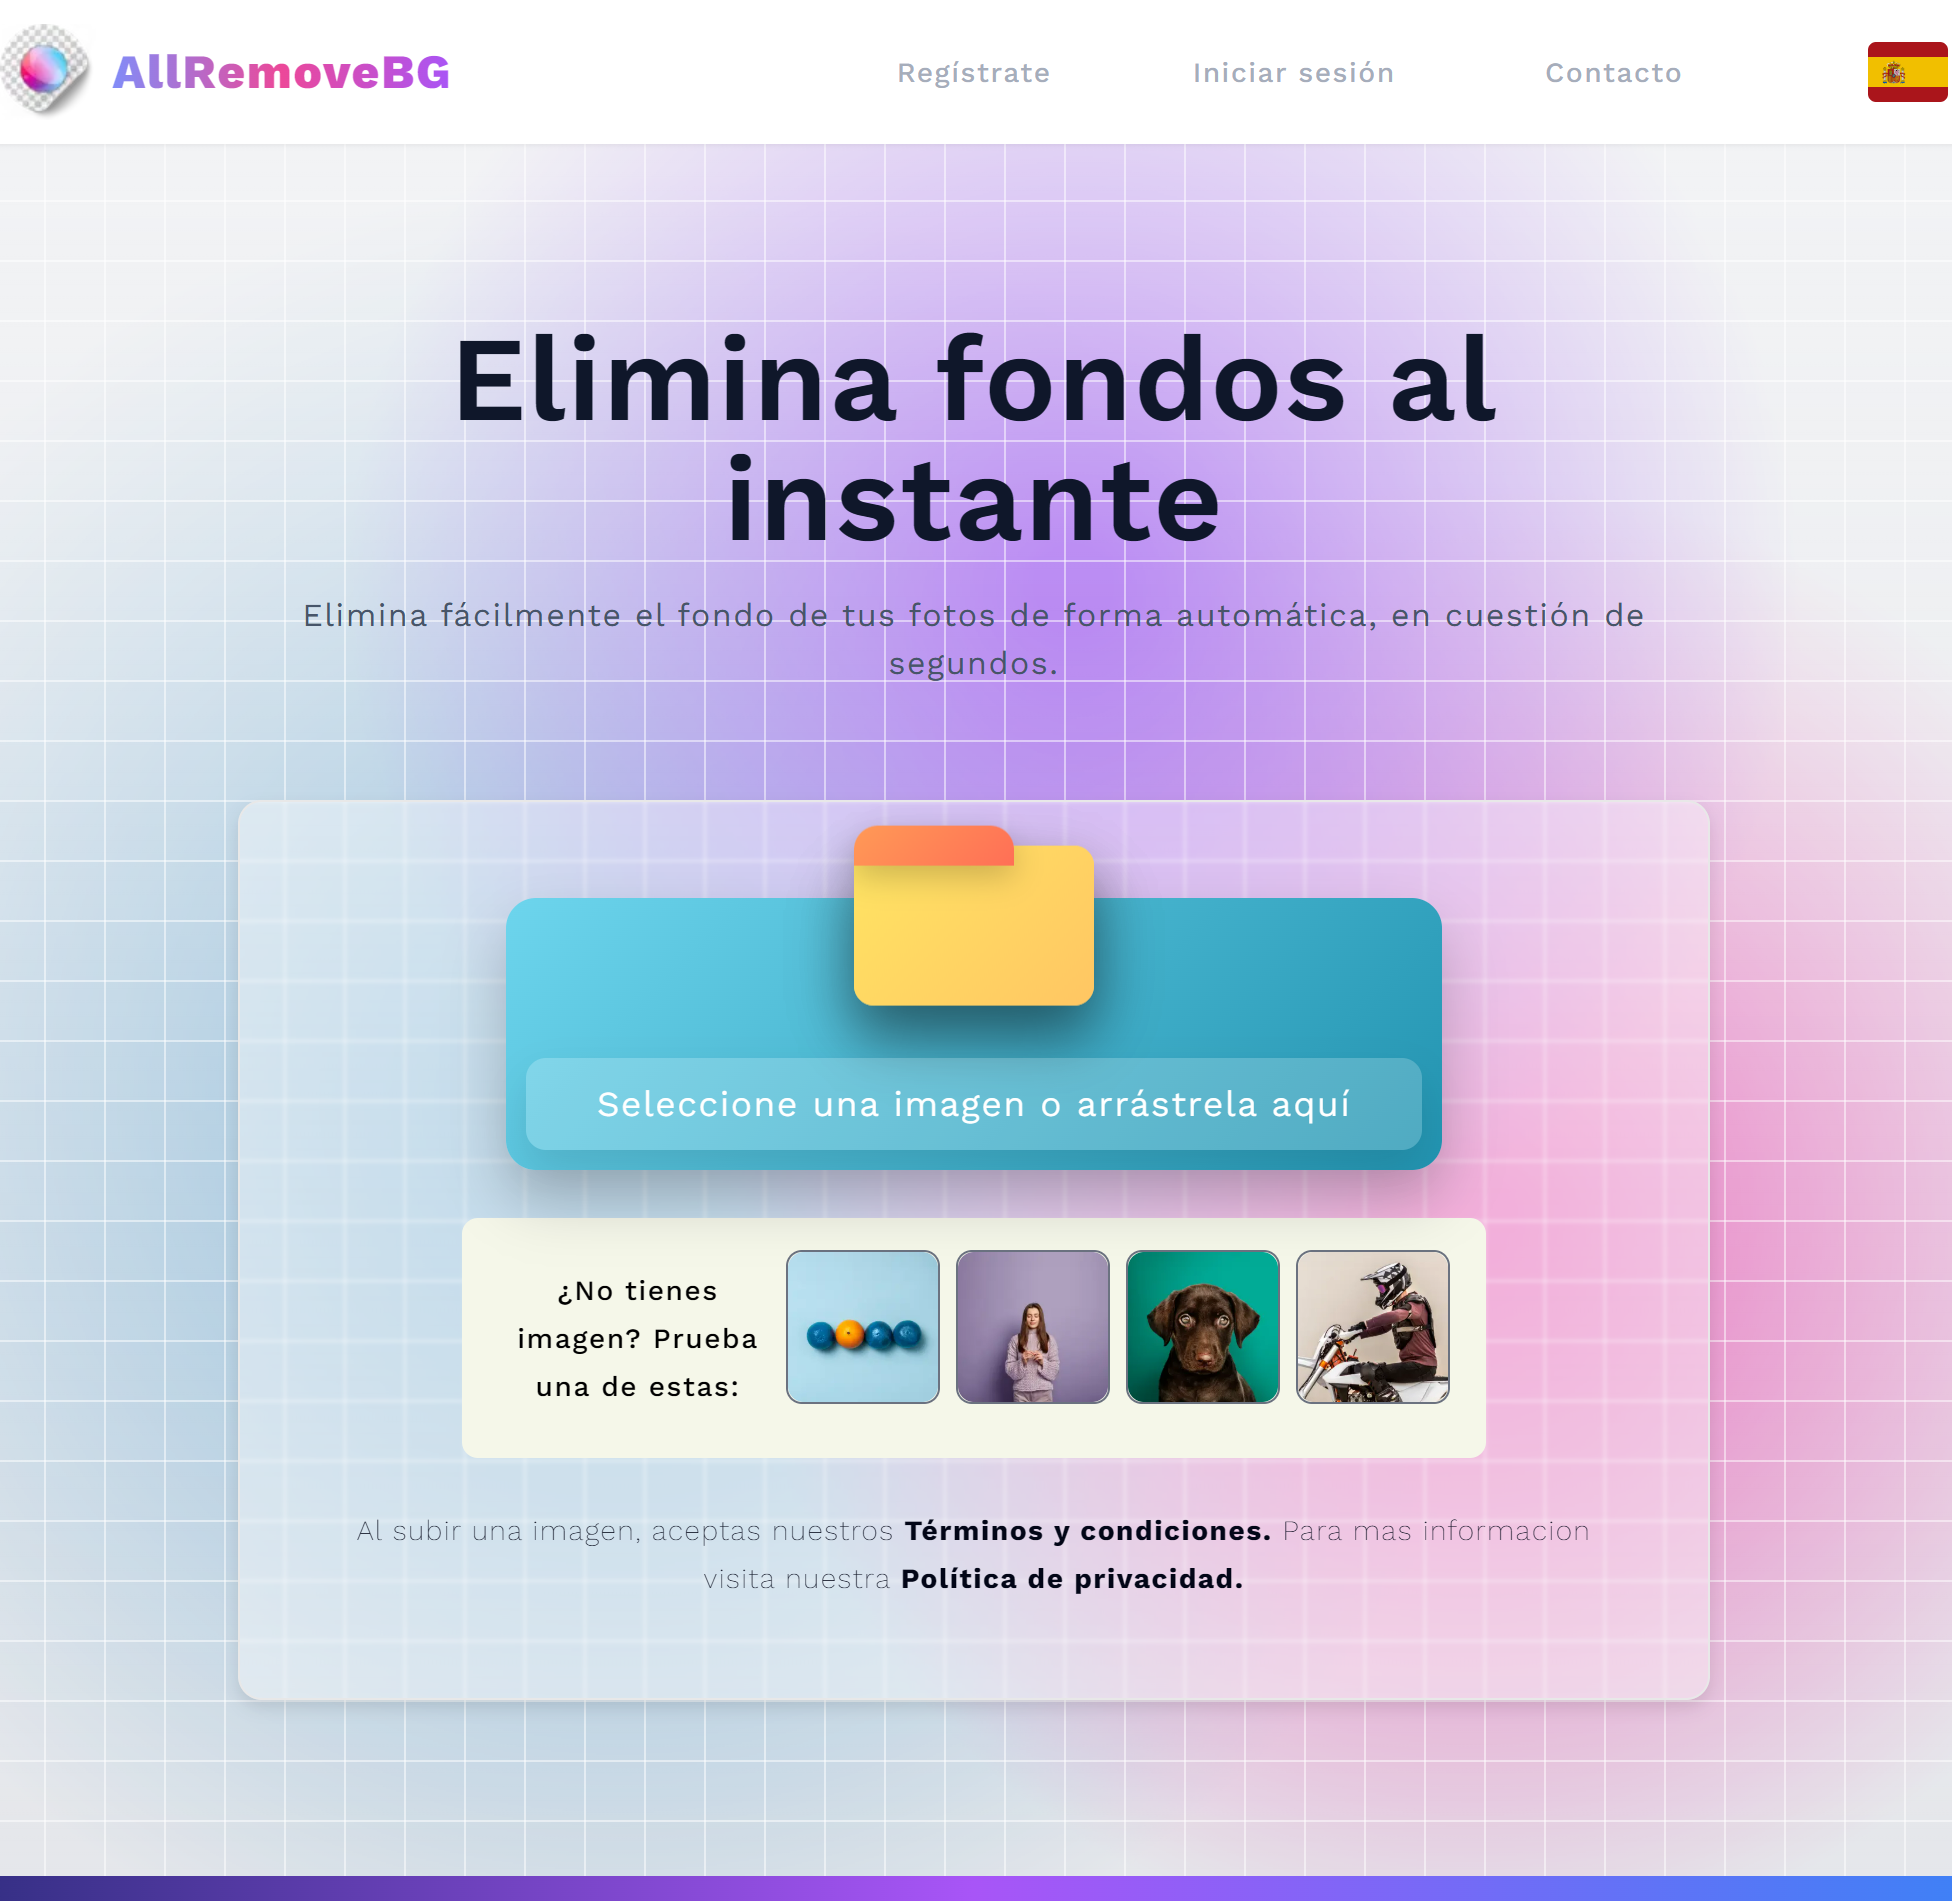 AllRemoveBG
Regístrate
Iniciar sesión
Contacto
Elimina fondos al
instante
Elimina fácilmente el fondo de tus fotos de forma automática, en cuestión de
segundos.
Seleccione una imagen o arrástrela aquí
¿No tienes
imagen? Prueba
una de estas:
Al subir una imagen, aceptas nuestros Términos y condiciones. Para mas informacion
visita nuestra Política de privacidad.